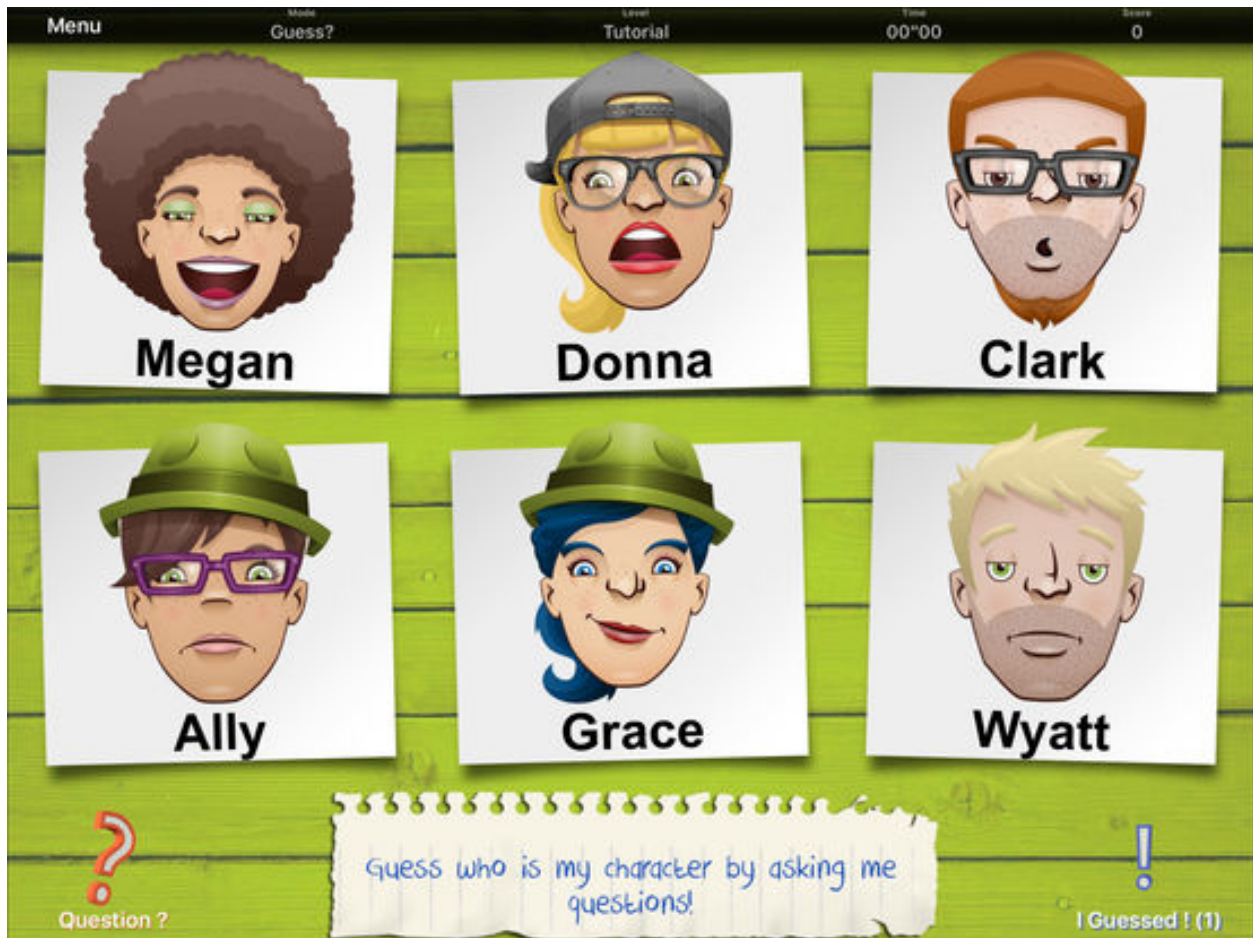 Menu
Mode
Guess?
Level
Tutorial
Time
00"00
Score
0
Megan
Donna
Clark
Ally
Grace
Wyatt
Guess who is my character by asking me
questions!
Question ?
I Guessed ! (1)